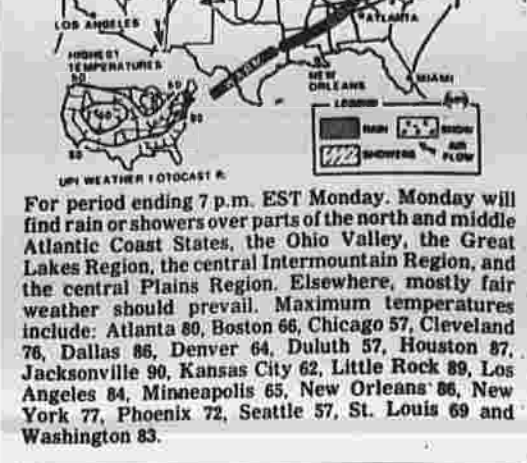 LOS ANGELES
ATLANTA
HIGHEST
TEMPERATURES
NEW
ORLEANS
MIAMI
LEGEND
RAIN
SNOW
SHOWERS
AIR
FLOW
80
60
60
80
80
UPI WEATHER FOTOCAST ®
For period ending 7 p.m. EST Monday. Monday will
find rain or showers over parts of the north and middle
Atlantic Coast States, the Ohio Valley, the Great
Lakes Region, the central Intermountain Region, and
the central Plains Region. Elsewhere, mostly fair
weather should prevail. Maximum temperatures
include: Atlanta 80, Boston 66, Chicago 57, Cleveland
76, Dallas 86, Denver 64, Duluth 57, Houston 87,
Jacksonville 90, Kansas City 62, Little Rock 89, Los
Angeles 84, Minneapolis 65, New Orleans 86, New
York 77, Phoenix 72, Seattle 57, St. Louis 69 and
Washington 83.